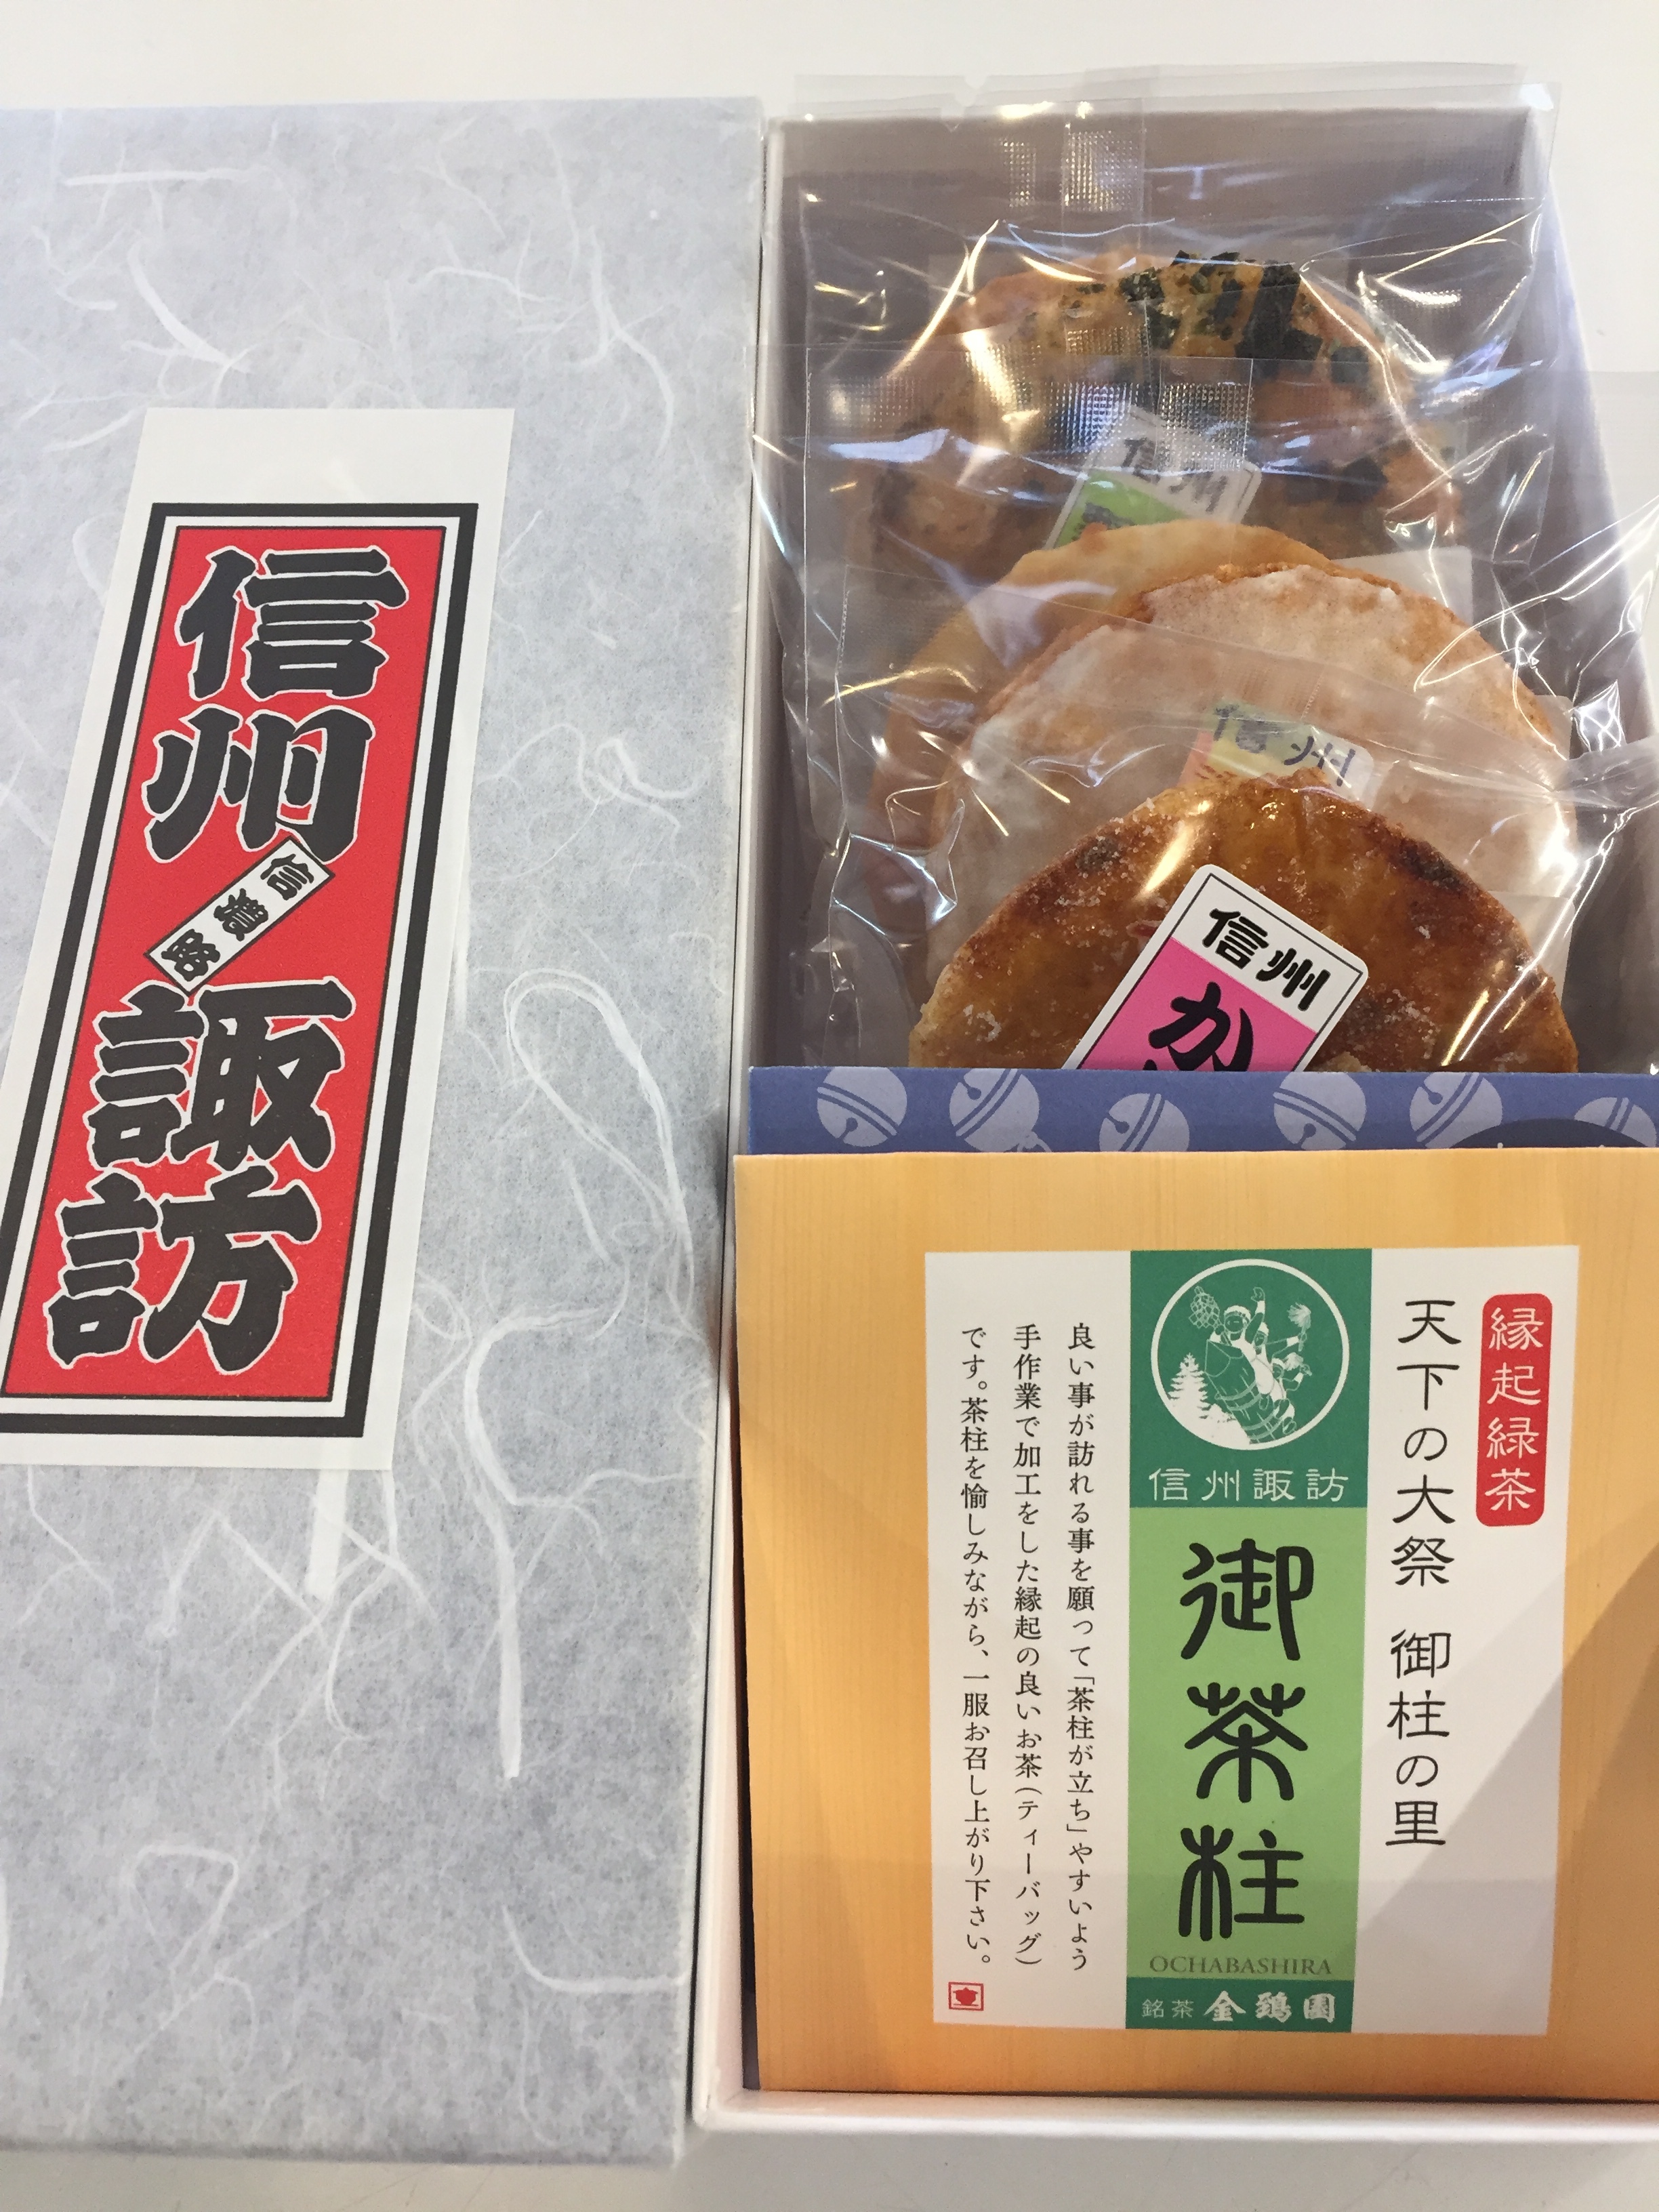 信州
信濃路
諏訪
信州
信州
信州
か
縁起緑茶
天下の大祭 御柱の里
信州諏訪
御茶柱
OCHABASHIRA
銘茶 金鵄園
良い事が訪れる事を願って「茶柱が立ち」やすいよう
手作業で加工をした縁起の良いお茶(ティーバッグ)
です。茶柱を愉しみながら、一服お召し上がり下さい。